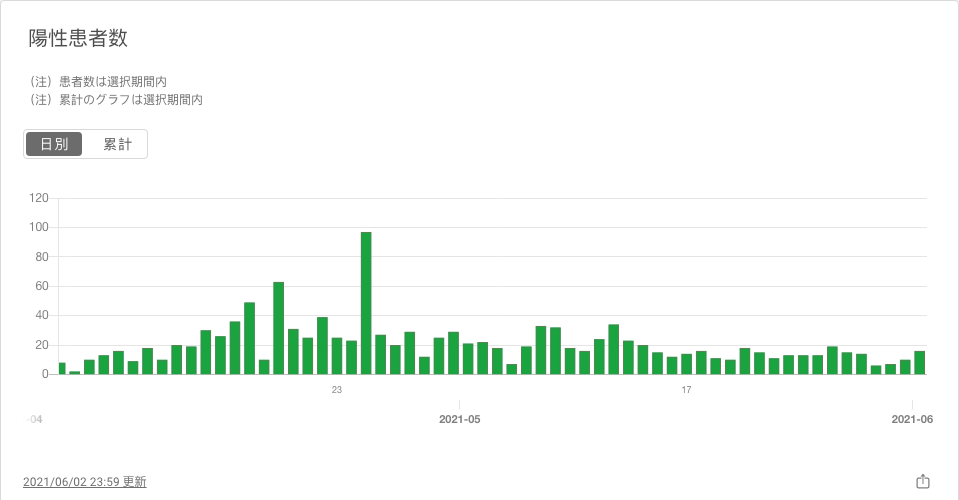 陽性患者数
（注）患者数は選択期間内
（注）累計のグラフは選択期間内
日別 累計
120
100
80
60
40
20
0
23 17
-04 2021-05 2021-06
2021/06/02 23:59 更新